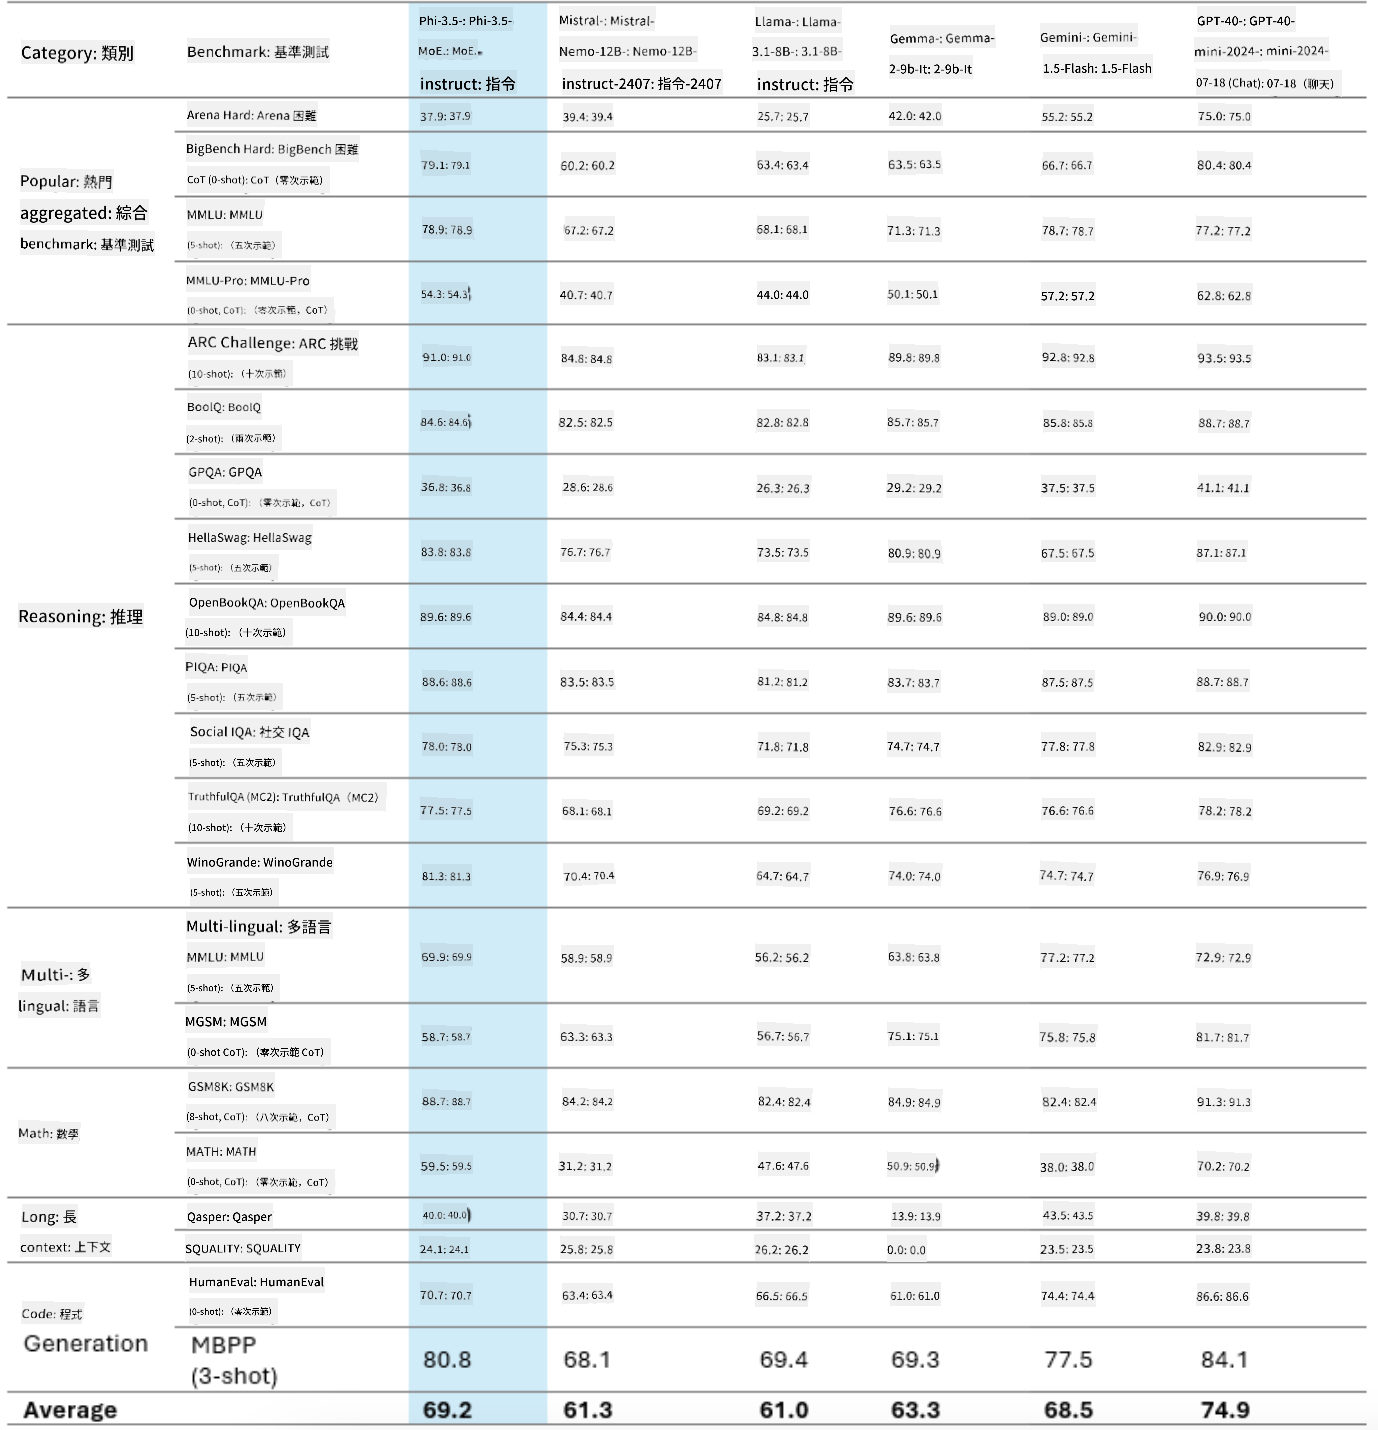 Category: 類別
Benchmark: 基準測試
Phi-3.5-: Phi-3.5-
MoE.: MoE.
instruct: 指令
Mistral-: Mistral-
Nemo-12B-: Nemo-12B-
instruct-2407: 指令-2407
Llama-: Llama-
3.1-8B-: 3.1-8B-
instruct: 指令
Gemma-: Gemma-
2-9b-It: 2-9b-It
Gemini-: Gemini-
1.5-Flash: 1.5-Flash
GPT-4o-: GPT-4o-
mini-2024-: mini-2024-
07-18 (Chat): 07-18（聊天）
Popular: 熱門
aggregated: 綜合
benchmark: 基準測試
Arena Hard: Arena 困難
37.9: 37.9
39.4: 39.4
25.7: 25.7
42.0: 42.0
55.2: 55.2
75.0: 75.0
BigBench Hard: BigBench 困難
CoT (0-shot): CoT（零次示範）
79.1: 79.1
60.2: 60.2
63.4: 63.4
63.5: 63.5
66.7: 66.7
80.4: 80.4
MMLU: MMLU
(5-shot): （五次示範）
78.9: 78.9
67.2: 67.2
68.1: 68.1
71.3: 71.3
78.7: 78.7
77.2: 77.2
MMLU-Pro: MMLU-Pro
(0-shot, CoT): （零次示範，CoT）
54.3: 54.3
40.7: 40.7
44.0: 44.0
50.1: 50.1
57.2: 57.2
62.8: 62.8
Reasoning: 推理
ARC Challenge: ARC 挑戰
(10-shot): （十次示範）
91.0: 91.0
84.8: 84.8
83.1: 83.1
89.8: 89.8
92.8: 92.8
93.5: 93.5
BoolQ: BoolQ
(2-shot): （兩次示範）
84.6: 84.6
82.5: 82.5
82.8: 82.8
85.7: 85.7
85.8: 85.8
88.7: 88.7
GPQA: GPQA
(0-shot, CoT): （零次示範，CoT）
36.8: 36.8
28.6: 28.6
26.3: 26.3
29.2: 29.2
37.5: 37.5
41.1: 41.1
HellaSwag: HellaSwag
(5-shot): （五次示範）
83.8: 83.8
76.7: 76.7
73.5: 73.5
80.9: 80.9
67.5: 67.5
87.1: 87.1
OpenBookQA: OpenBookQA
(10-shot): （十次示範）
89.6: 89.6
84.4: 84.4
84.8: 84.8
89.6: 89.6
89.0: 89.0
90.0: 90.0
PIQA: PIQA
(5-shot): （五次示範）
88.6: 88.6
83.5: 83.5
81.2: 81.2
83.7: 83.7
87.5: 87.5
88.7: 88.7
Social IQA: 社交 IQA
(5-shot): （五次示範）
78.0: 78.0
75.3: 75.3
71.8: 71.8
74.7: 74.7
77.8: 77.8
82.9: 82.9
TruthfulQA (MC2): TruthfulQA（MC2）
(10-shot): （十次示範）
77.5: 77.5
68.1: 68.1
69.2: 69.2
76.6: 76.6
76.6: 76.6
78.2: 78.2
WinoGrande: WinoGrande
(5-shot): （五次示範）
81.3: 81.3
70.4: 70.4
64.7: 64.7
74.0: 74.0
74.7: 74.7
76.9: 76.9
Multi-: 多
lingual: 語言
Multi-lingual: 多語言
MMLU: MMLU
(5-shot): （五次示範）
69.9: 69.9
58.9: 58.9
56.2: 56.2
63.8: 63.8
77.2: 77.2
72.9: 72.9
MGSM: MGSM
(0-shot CoT): （零次示範 CoT）
58.7: 58.7
63.3: 63.3
56.7: 56.7
75.1: 75.1
75.8: 75.8
81.7: 81.7
Math: 數學
GSM8K: GSM8K
(8-shot, CoT): （八次示範，CoT）
88.7: 88.7
84.2: 84.2
82.4: 82.4
84.9: 84.9
82.4: 82.4
91.3: 91.3
MATH: MATH
(0-shot, CoT): （零次示範，CoT）
59.5: 59.5
31.2: 31.2
47.6: 47.6
50.9: 50.9
38.0: 38.0
70.2: 70.2
Long: 長
context: 上下文
Qasper: Qasper
40.0: 40.0
30.7: 30.7
37.2: 37.2
13.9: 13.9
43.5: 43.5
39.8: 39.8
SQUALITY: SQUALITY
24.1: 24.1
25.8: 25.8
26.2: 26.2
0.0: 0.0
23.5: 23.5
23.8: 23.8
Code: 程式
Generation
HumanEval: HumanEval
(0-shot): （零次示範）
70.7: 70.7
63.4: 63.4
66.5: 66.5
61.0: 61.0
74.4: 74.4
86.6: 86.6
MBPP
(3-shot)
80.8
68.1
69.4
69.3
77.5
84.1
Average
69.2
61.3
61.0
63.3
68.5
74.9